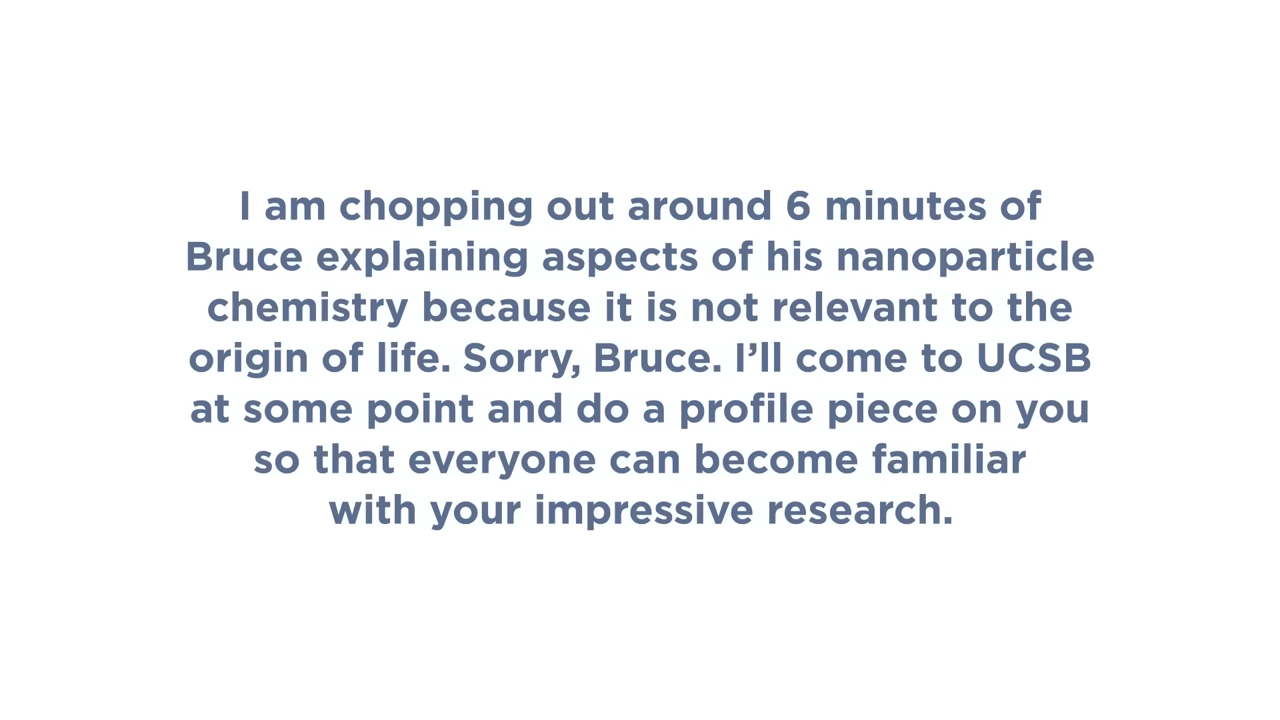 I am chopping out around 6 minutes of
Bruce explaining aspects of his nanoparticle
chemistry because it is not relevant to the
origin of life. Sorry, Bruce. I’ll come to UCSB
at some point and do a profile piece on you
so that everyone can become familiar
with your impressive research.